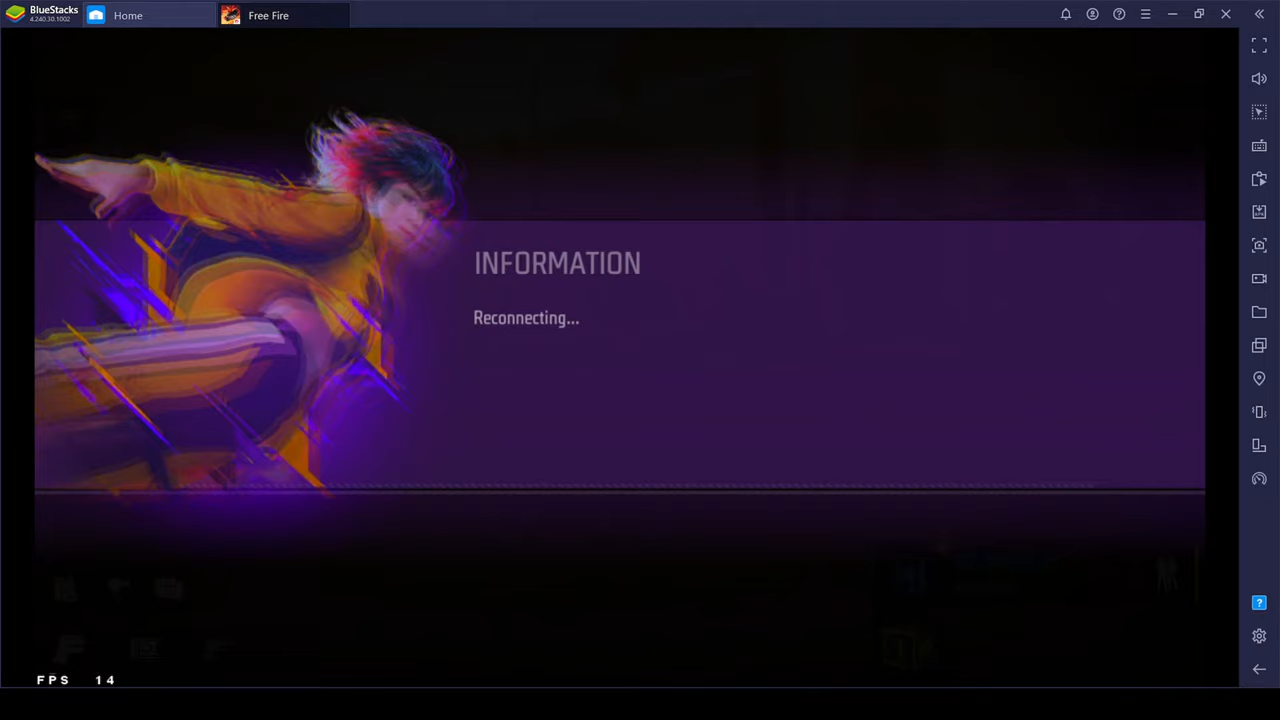 BlueStacks
4.240.30.1002
Home
Free Fire
INFORMATION
Reconnecting...
FPS 14